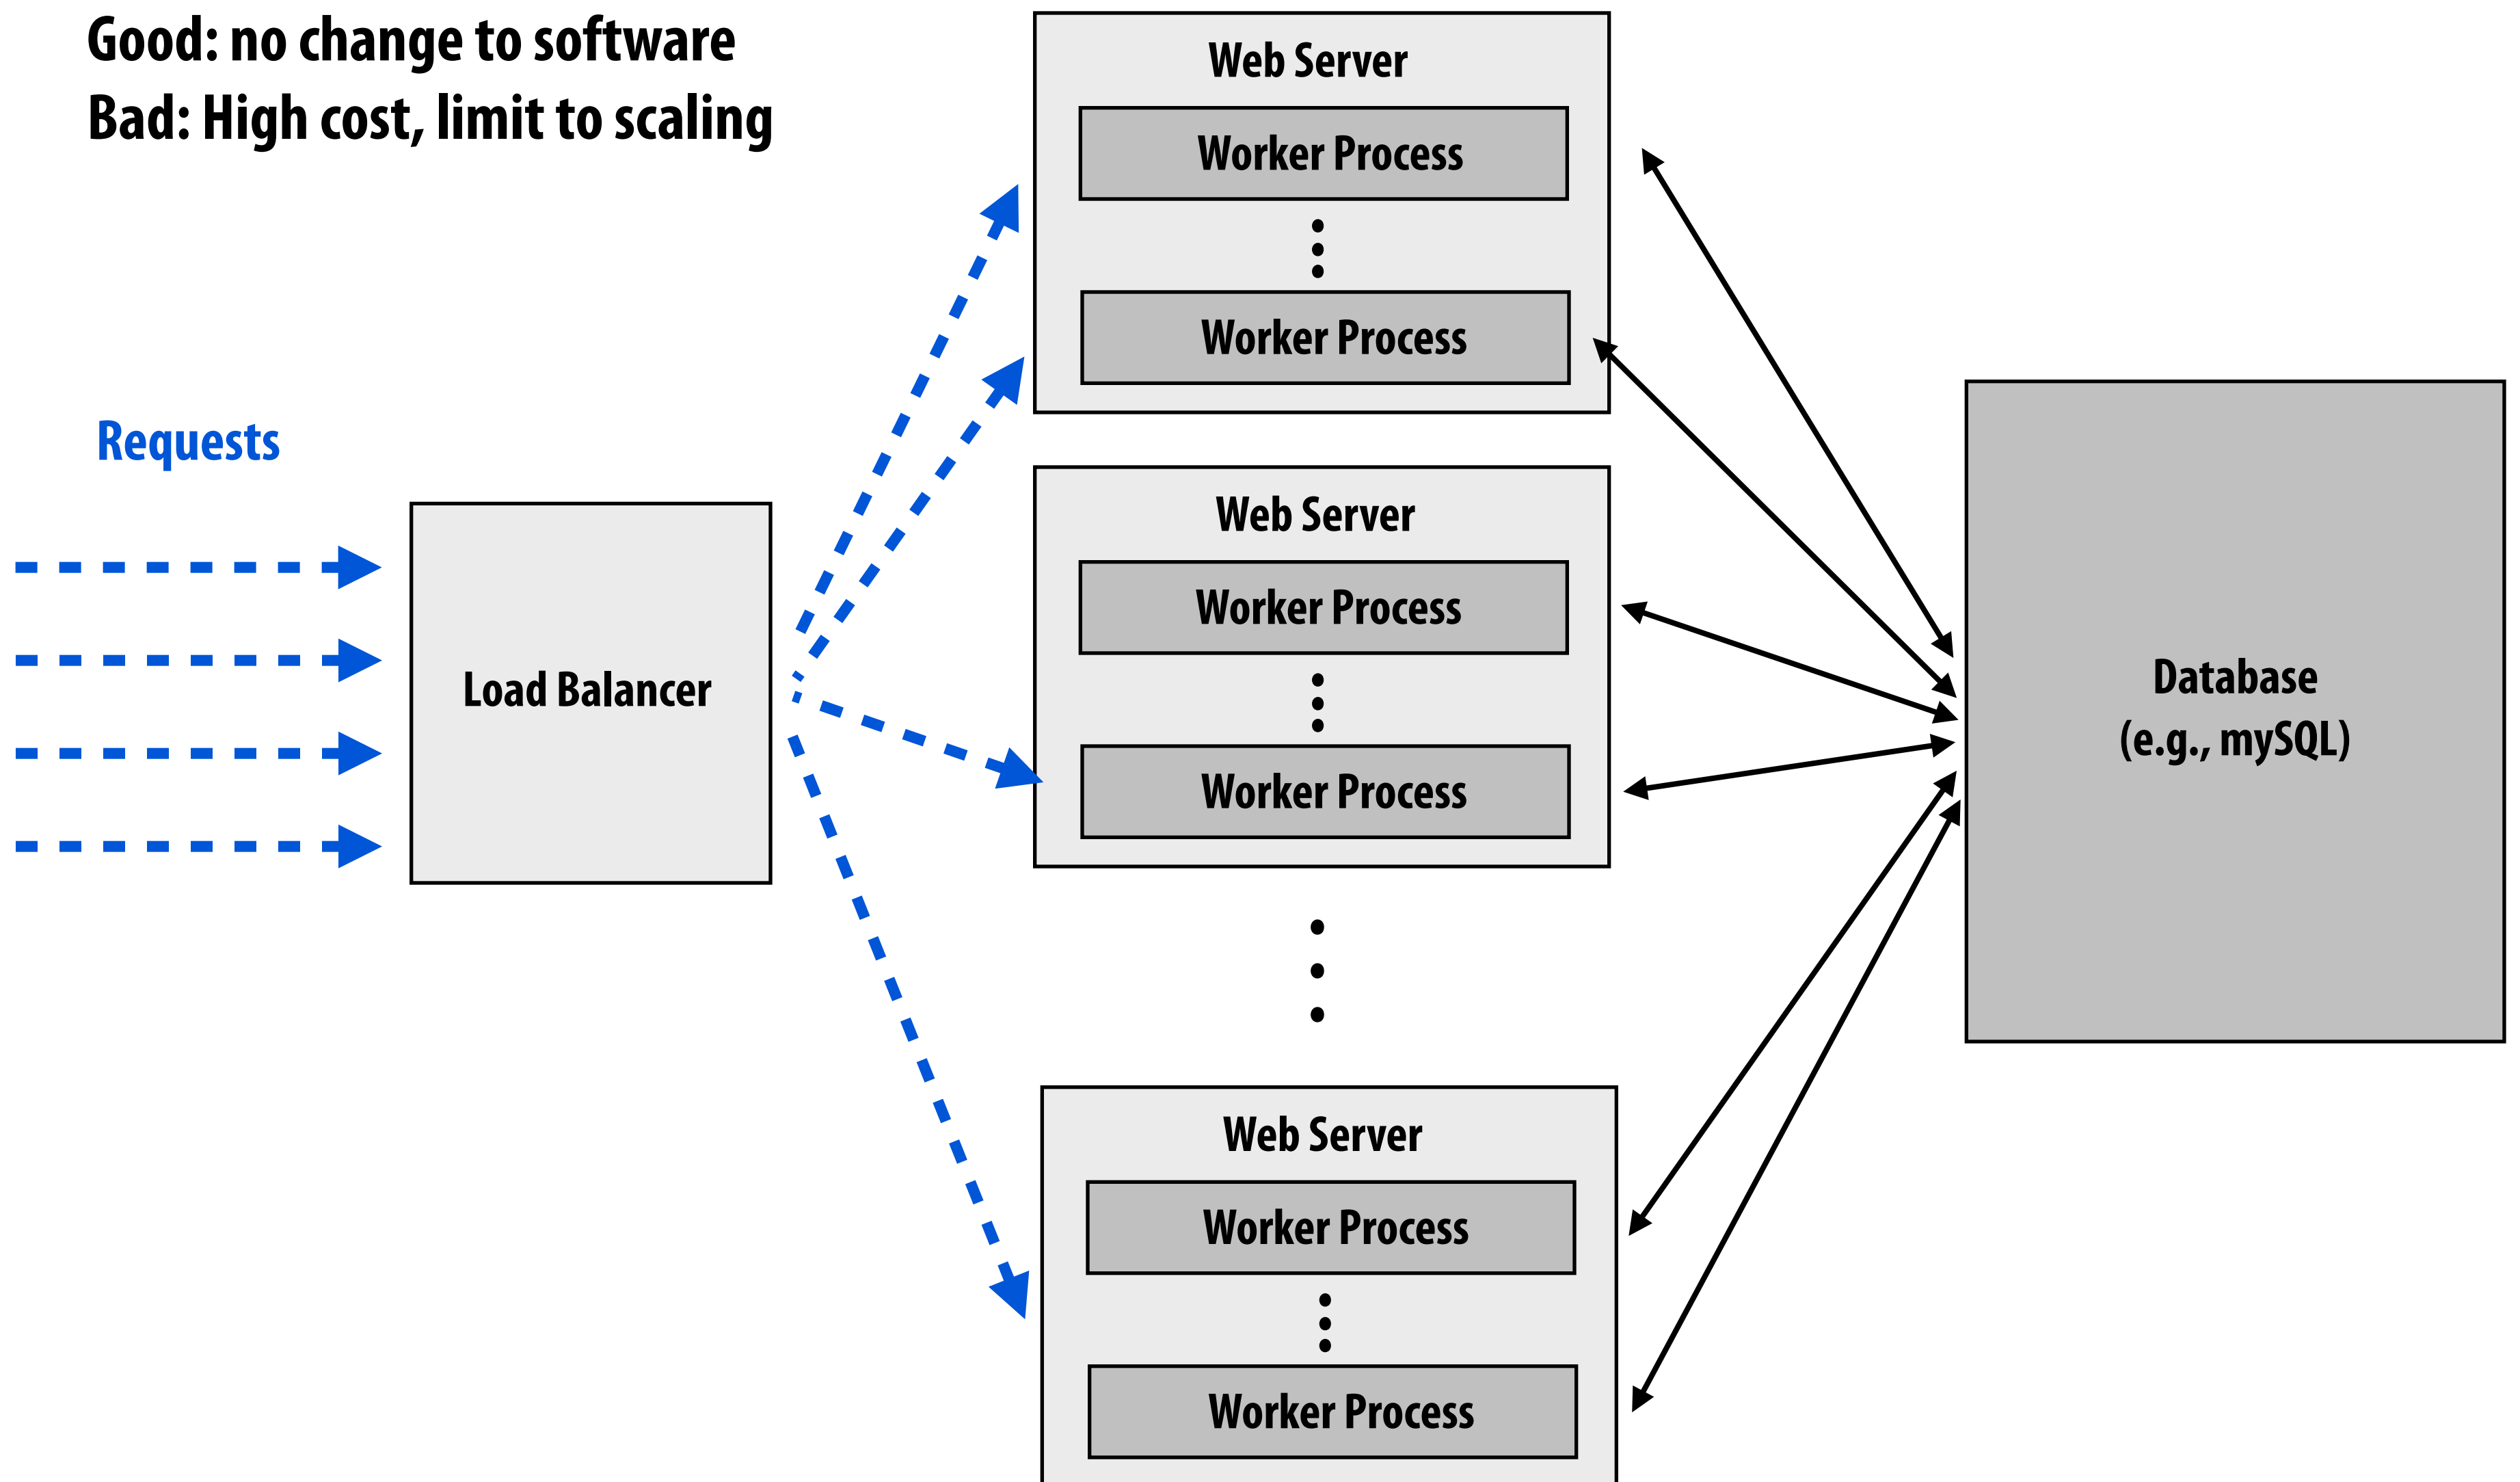 Good: no change to software
Bad: High cost, limit to scaling
Requests
Load Balancer
Web Server
Worker Process
Worker Process
Web Server
Worker Process
Worker Process
Web Server
Worker Process
Worker Process
Database
(e.g., mySQL)